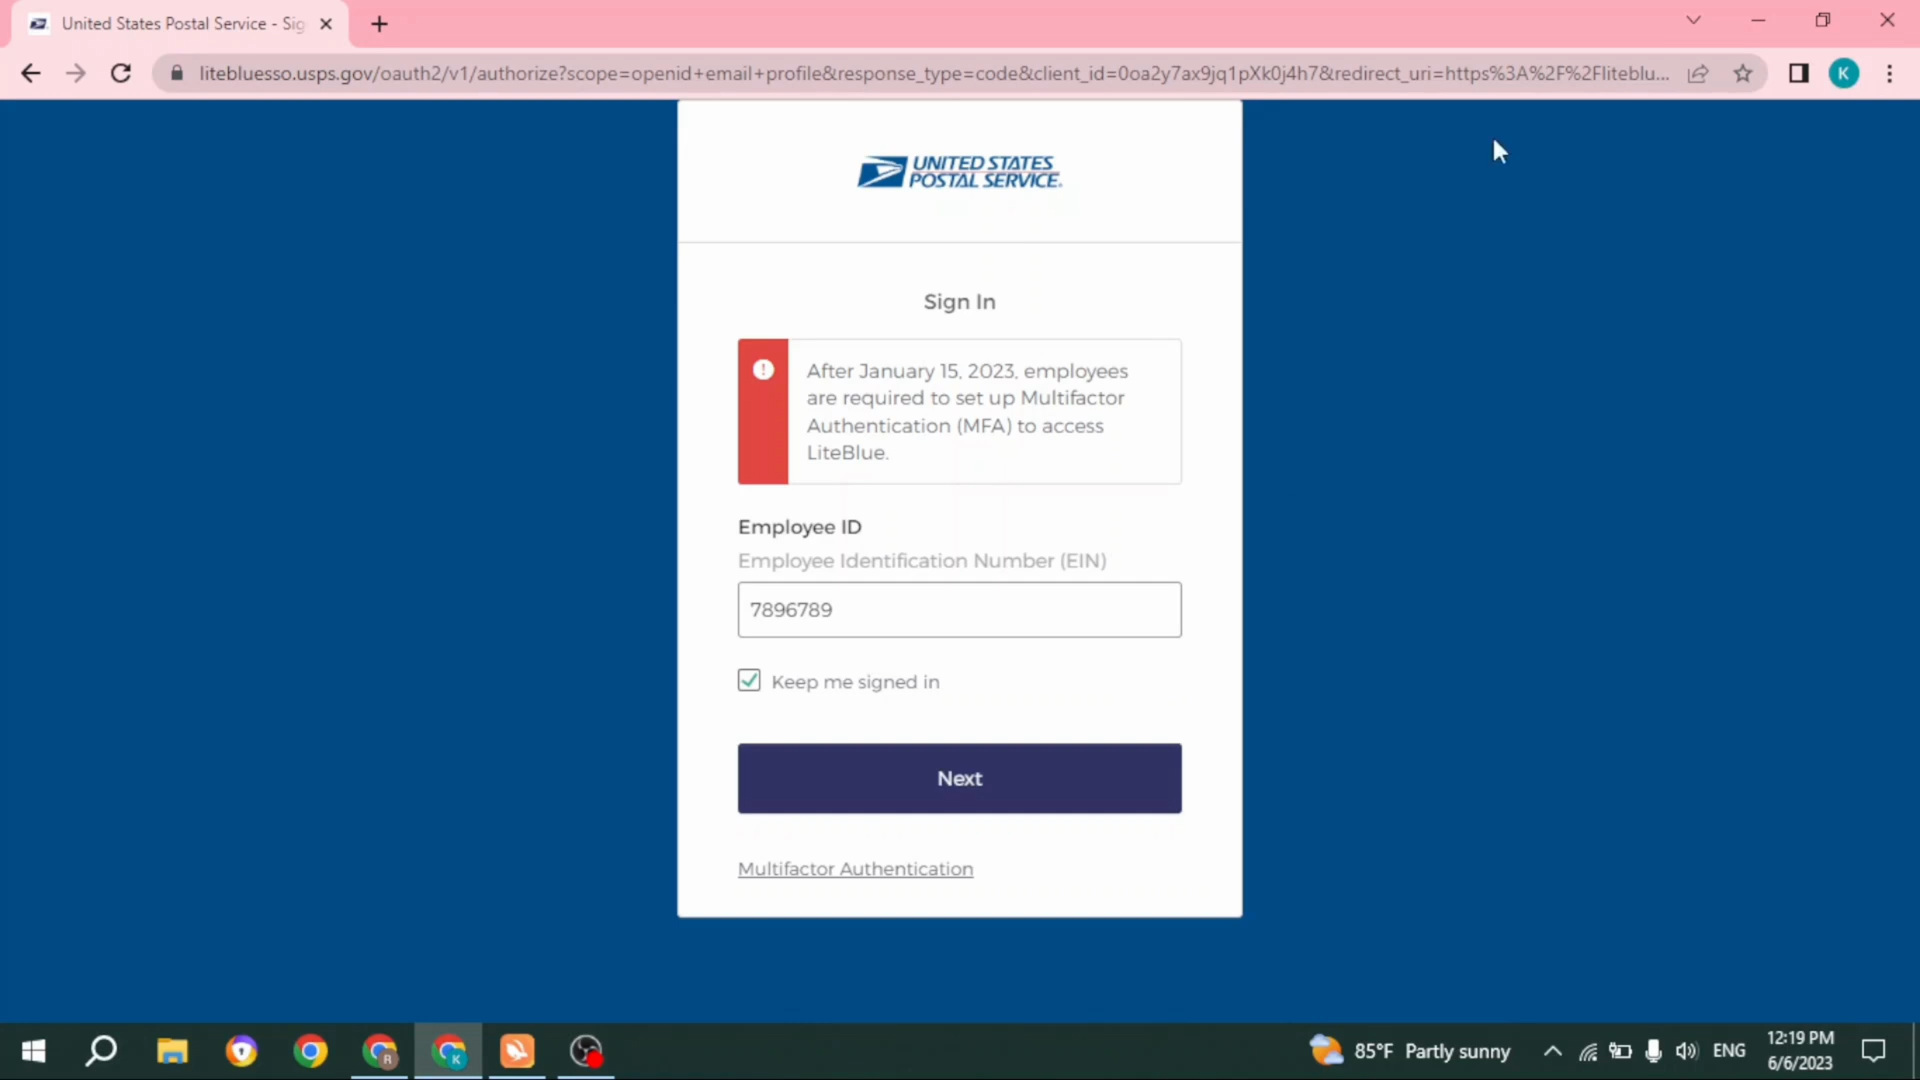 United States Postal Service - Sig
litebluesso.usps.gov/oauth2/v1/authorize?scope=openid+email+profile&response_type=code&client_id=0oa2y7ax9jq1pXk0j4h7&redirect_uri=https%3A%2F%2Fliteblu...
K
UNITED STATES
POSTAL SERVICE.
Sign In
After January 15, 2023, employees
are required to set up Multifactor
Authentication (MFA) to access
LiteBlue.
Employee ID
Employee Identification Number (EIN)
7896789
Keep me signed in
Next
Multifactor Authentication
R
K
85°F Partly sunny
ENG
12:19 PM
6/6/2023